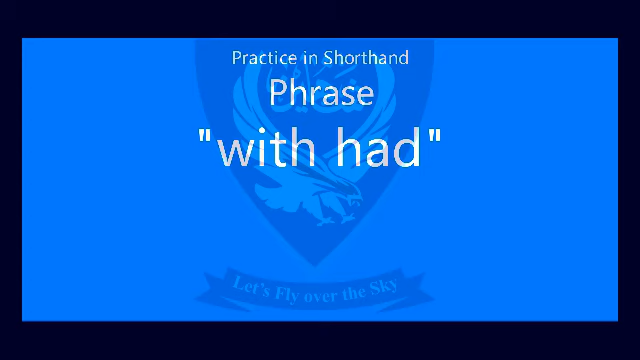 Practice in Shorthand
Phrase
"with had"
Let's Fly over the Sky